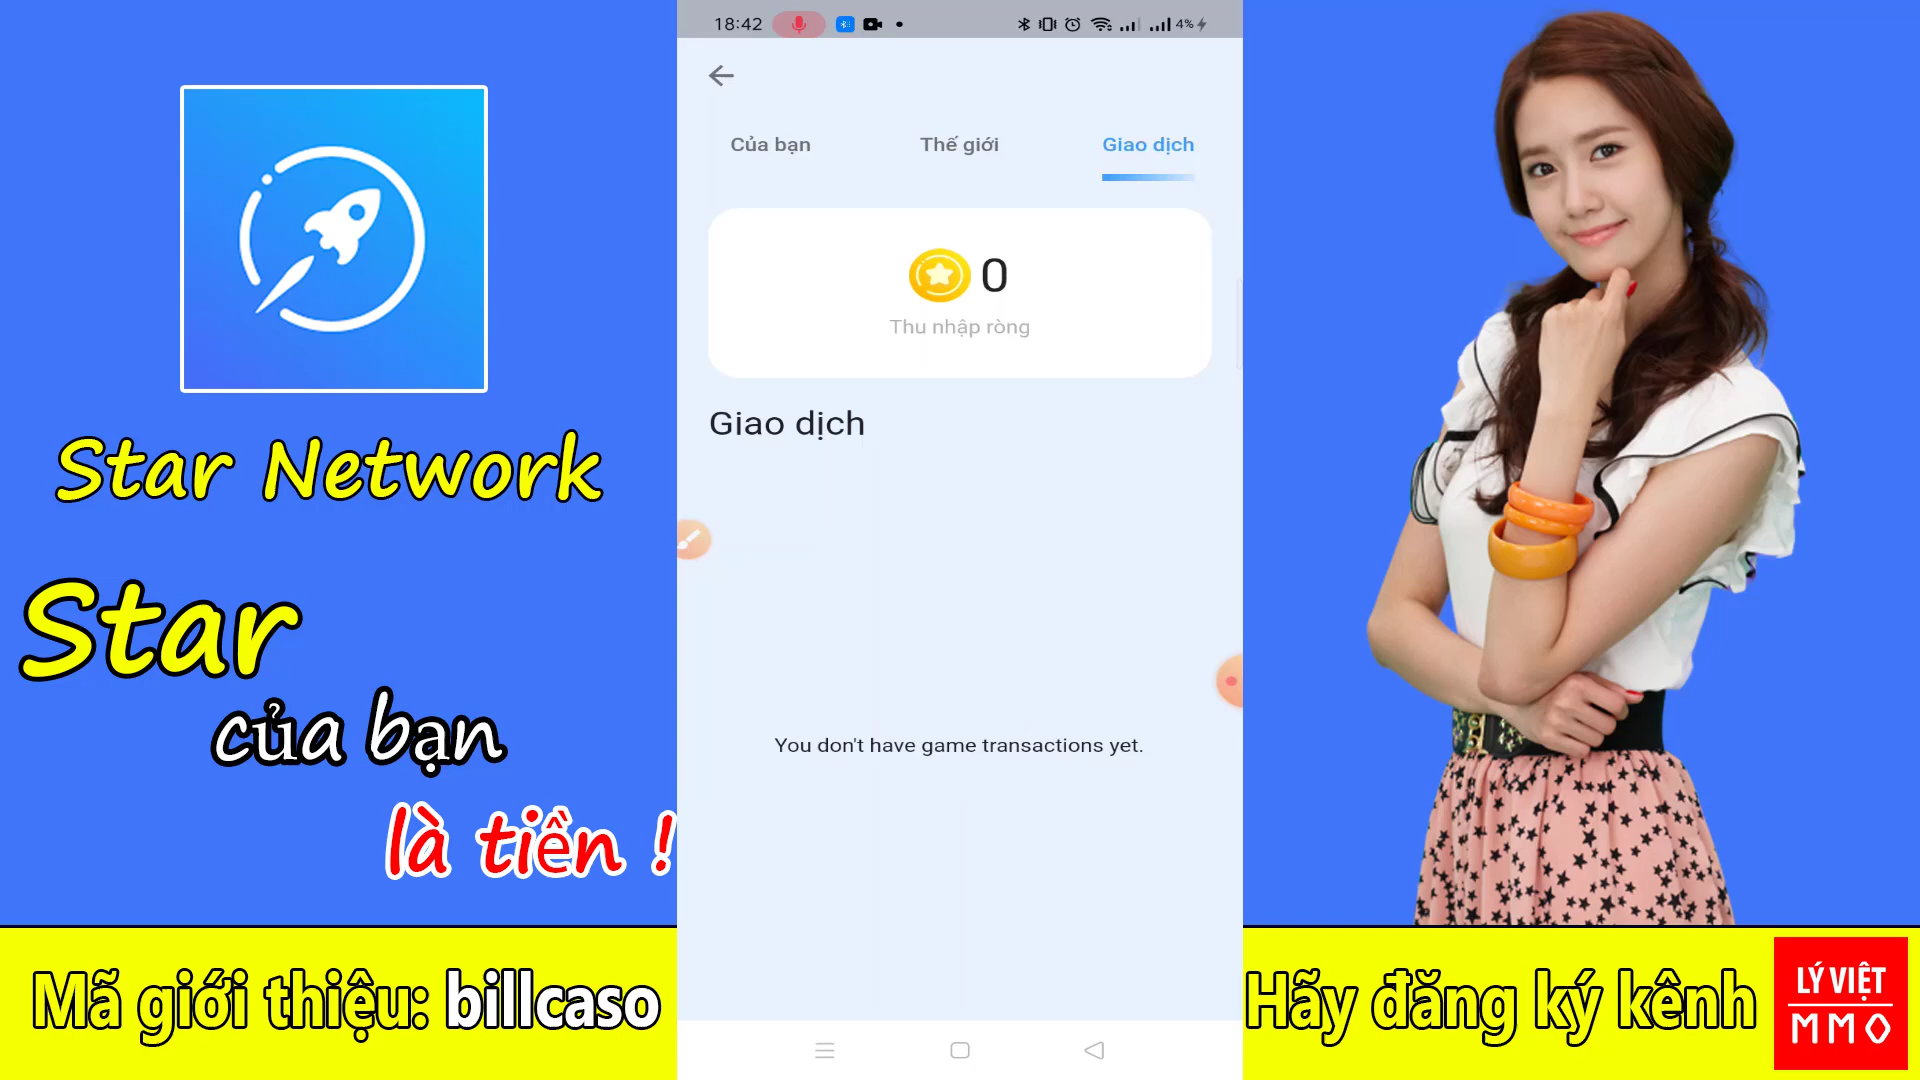 Star Network
Star
của bạn
là tiền !
Mã giới thiệu: billcaso
18:42
4%
Của bạn
Thế giới
Giao dịch
0
Thu nhập ròng
Giao dịch
You don't have game transactions yet.
Hãy đăng ký kênh
LÝ VIỆT
MMO